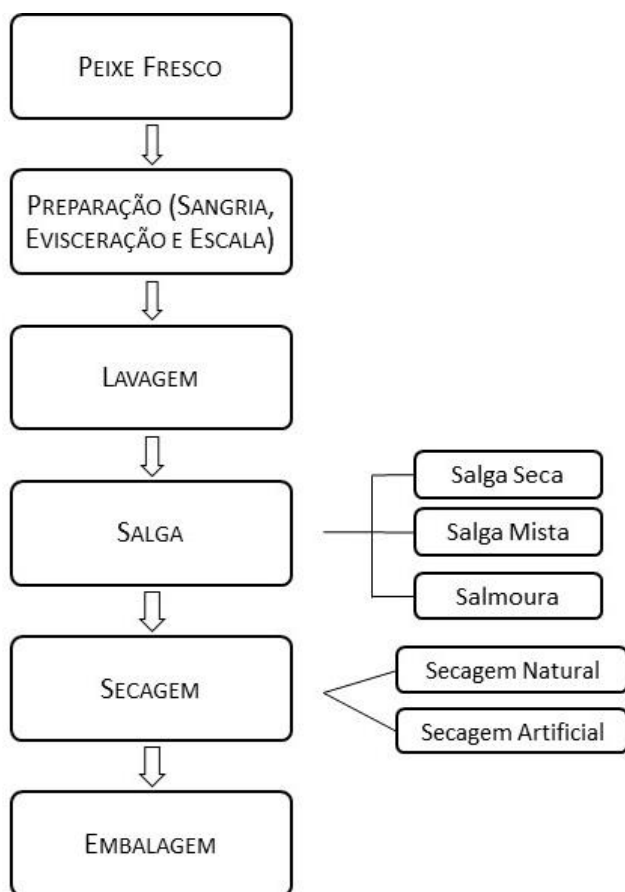 PEIXE FRESCO
PREPARAÇÃO (SANGRIA,
EVISCERAÇÃO E ESCALA)
LAVAGEM
SALGA
Salga Seca
Salga Mista
Salmoura
SECAGEM
Secagem Natural
Secagem Artificial
EMBALAGEM